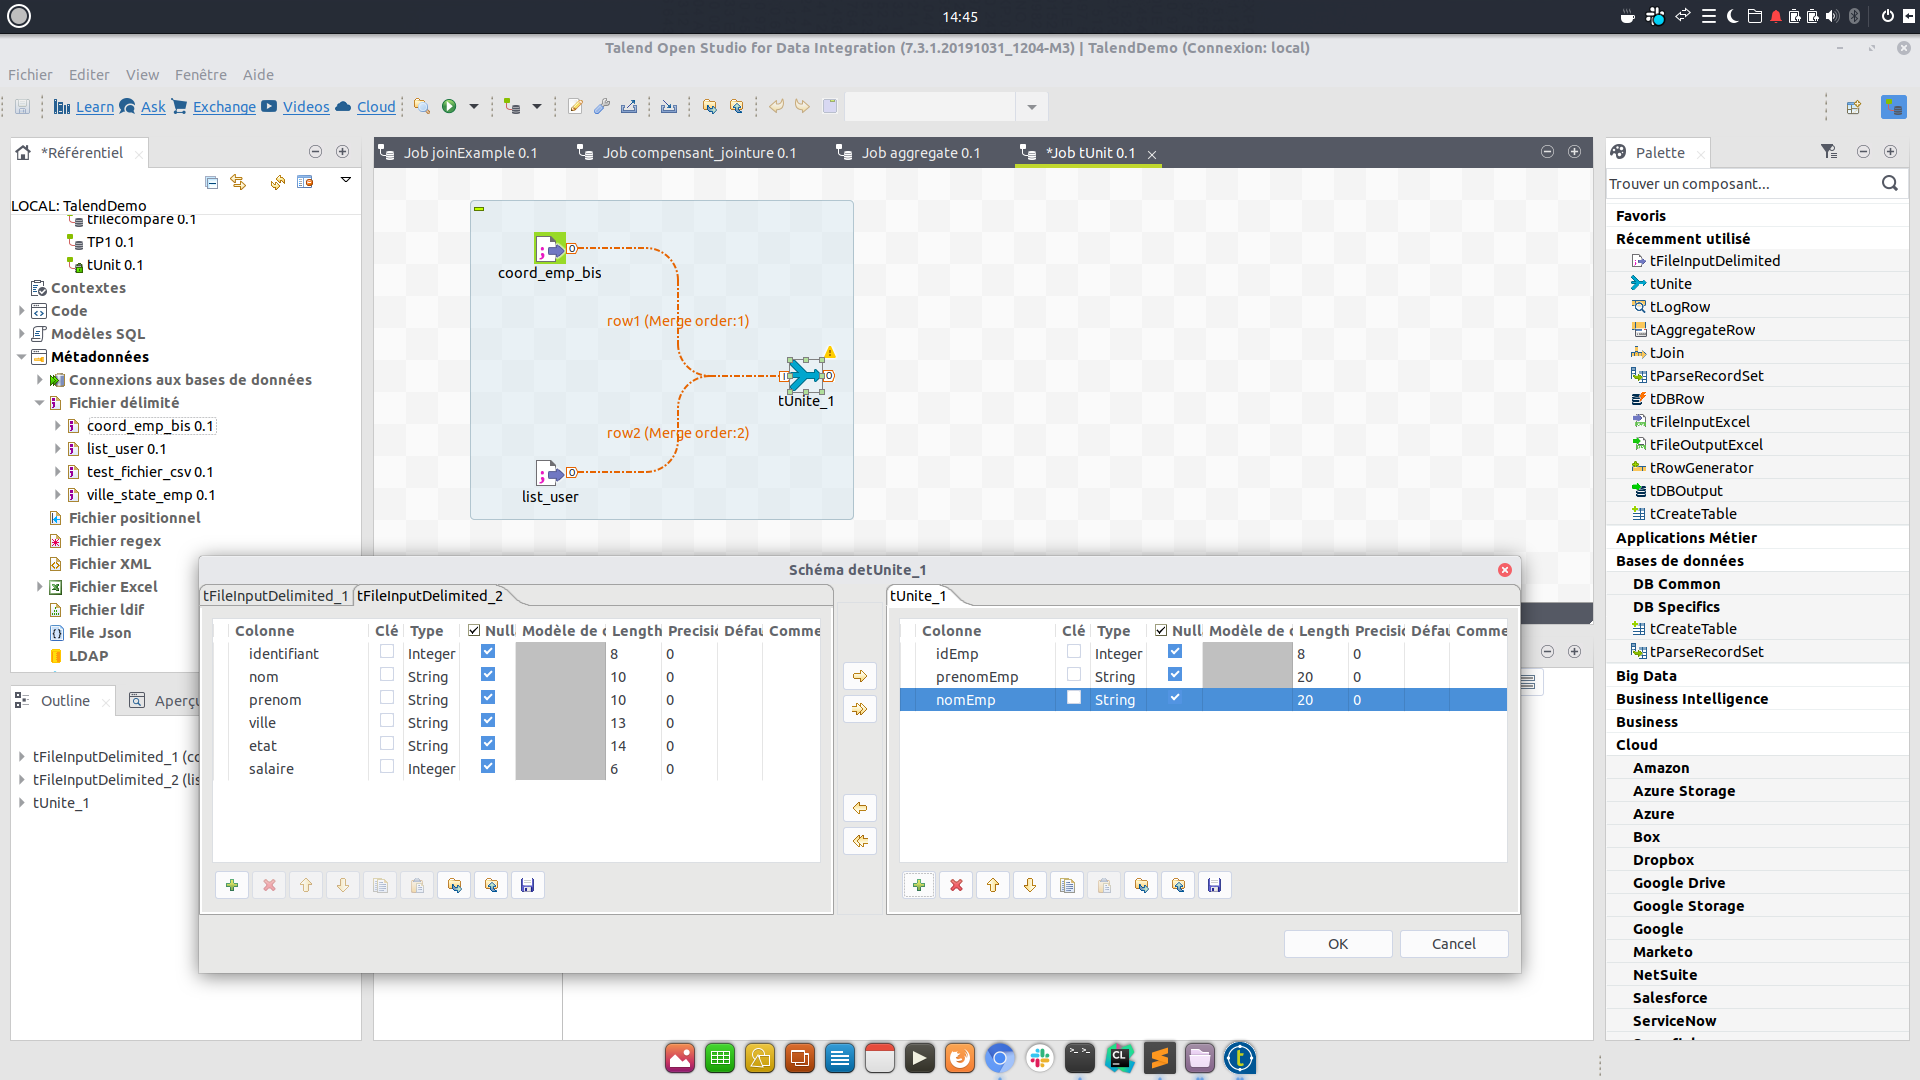 14:45
Talend Open Studio for Data Integration (7.3.1.20191031_1204-M3) | TalendDemo (Connexion: local)
Fichier Editer View Fenêtre Aide
Learn Ask Exchange Videos Cloud
*Référentiel
LOCAL: TalendDemo
tfilecompare 0.1
TP1 0.1
tUnit 0.1
Contextes
Code
Modèles SQL
Métadonnées
Connexions aux bases de données
Fichier délimité
coord_emp_bis 0.1
list_user 0.1
test_fichier_csv 0.1
ville_state_emp 0.1
Fichier positionnel
Fichier regex
Fichier XML
Fichier Excel
Fichier ldif
File Json
LDAP
Outline Aperçu
tFileInputDelimited_1 (co
tFileInputDelimited_2 (lis
tUnite_1
Job joinExample 0.1 Job compensant_jointure 0.1 Job aggregate 0.1 *Job tUnit 0.1
coord_emp_bis
row1 (Merge order:1)
tUnite_1
row2 (Merge order:2)
list_user
Schéma detUnite_1
tFileInputDelimited_1 tFileInputDelimited_2
Colonne Clé Type Null Modèle de d Length Precisio Défau Comme
identifiant Integer 8 0
nom String 10 0
prenom String 10 0
ville String 13 0
etat String 14 0
salaire Integer 6 0
tUnite_1
Colonne Clé Type Null Modèle de d Length Precisio Défau Comme
idEmp Integer 8 0
prenomEmp String 20 0
nomEmp String 20 0
OK Cancel
Palette
Trouver un composant...
Favoris
Récemment utilisé
tFileInputDelimited
tUnite
tLogRow
tAggregateRow
tJoin
tParseRecordSet
tDBRow
tFileInputExcel
tFileOutputExcel
tRowGenerator
tDBOutput
tCreateTable
Applications Métier
Bases de données
DB Common
DB Specifics
tCreateTable
tParseRecordSet
Big Data
Business Intelligence
Business
Cloud
Amazon
Azure Storage
Azure
Box
Dropbox
Google Drive
Google Storage
Google
Marketo
NetSuite
Salesforce
ServiceNow